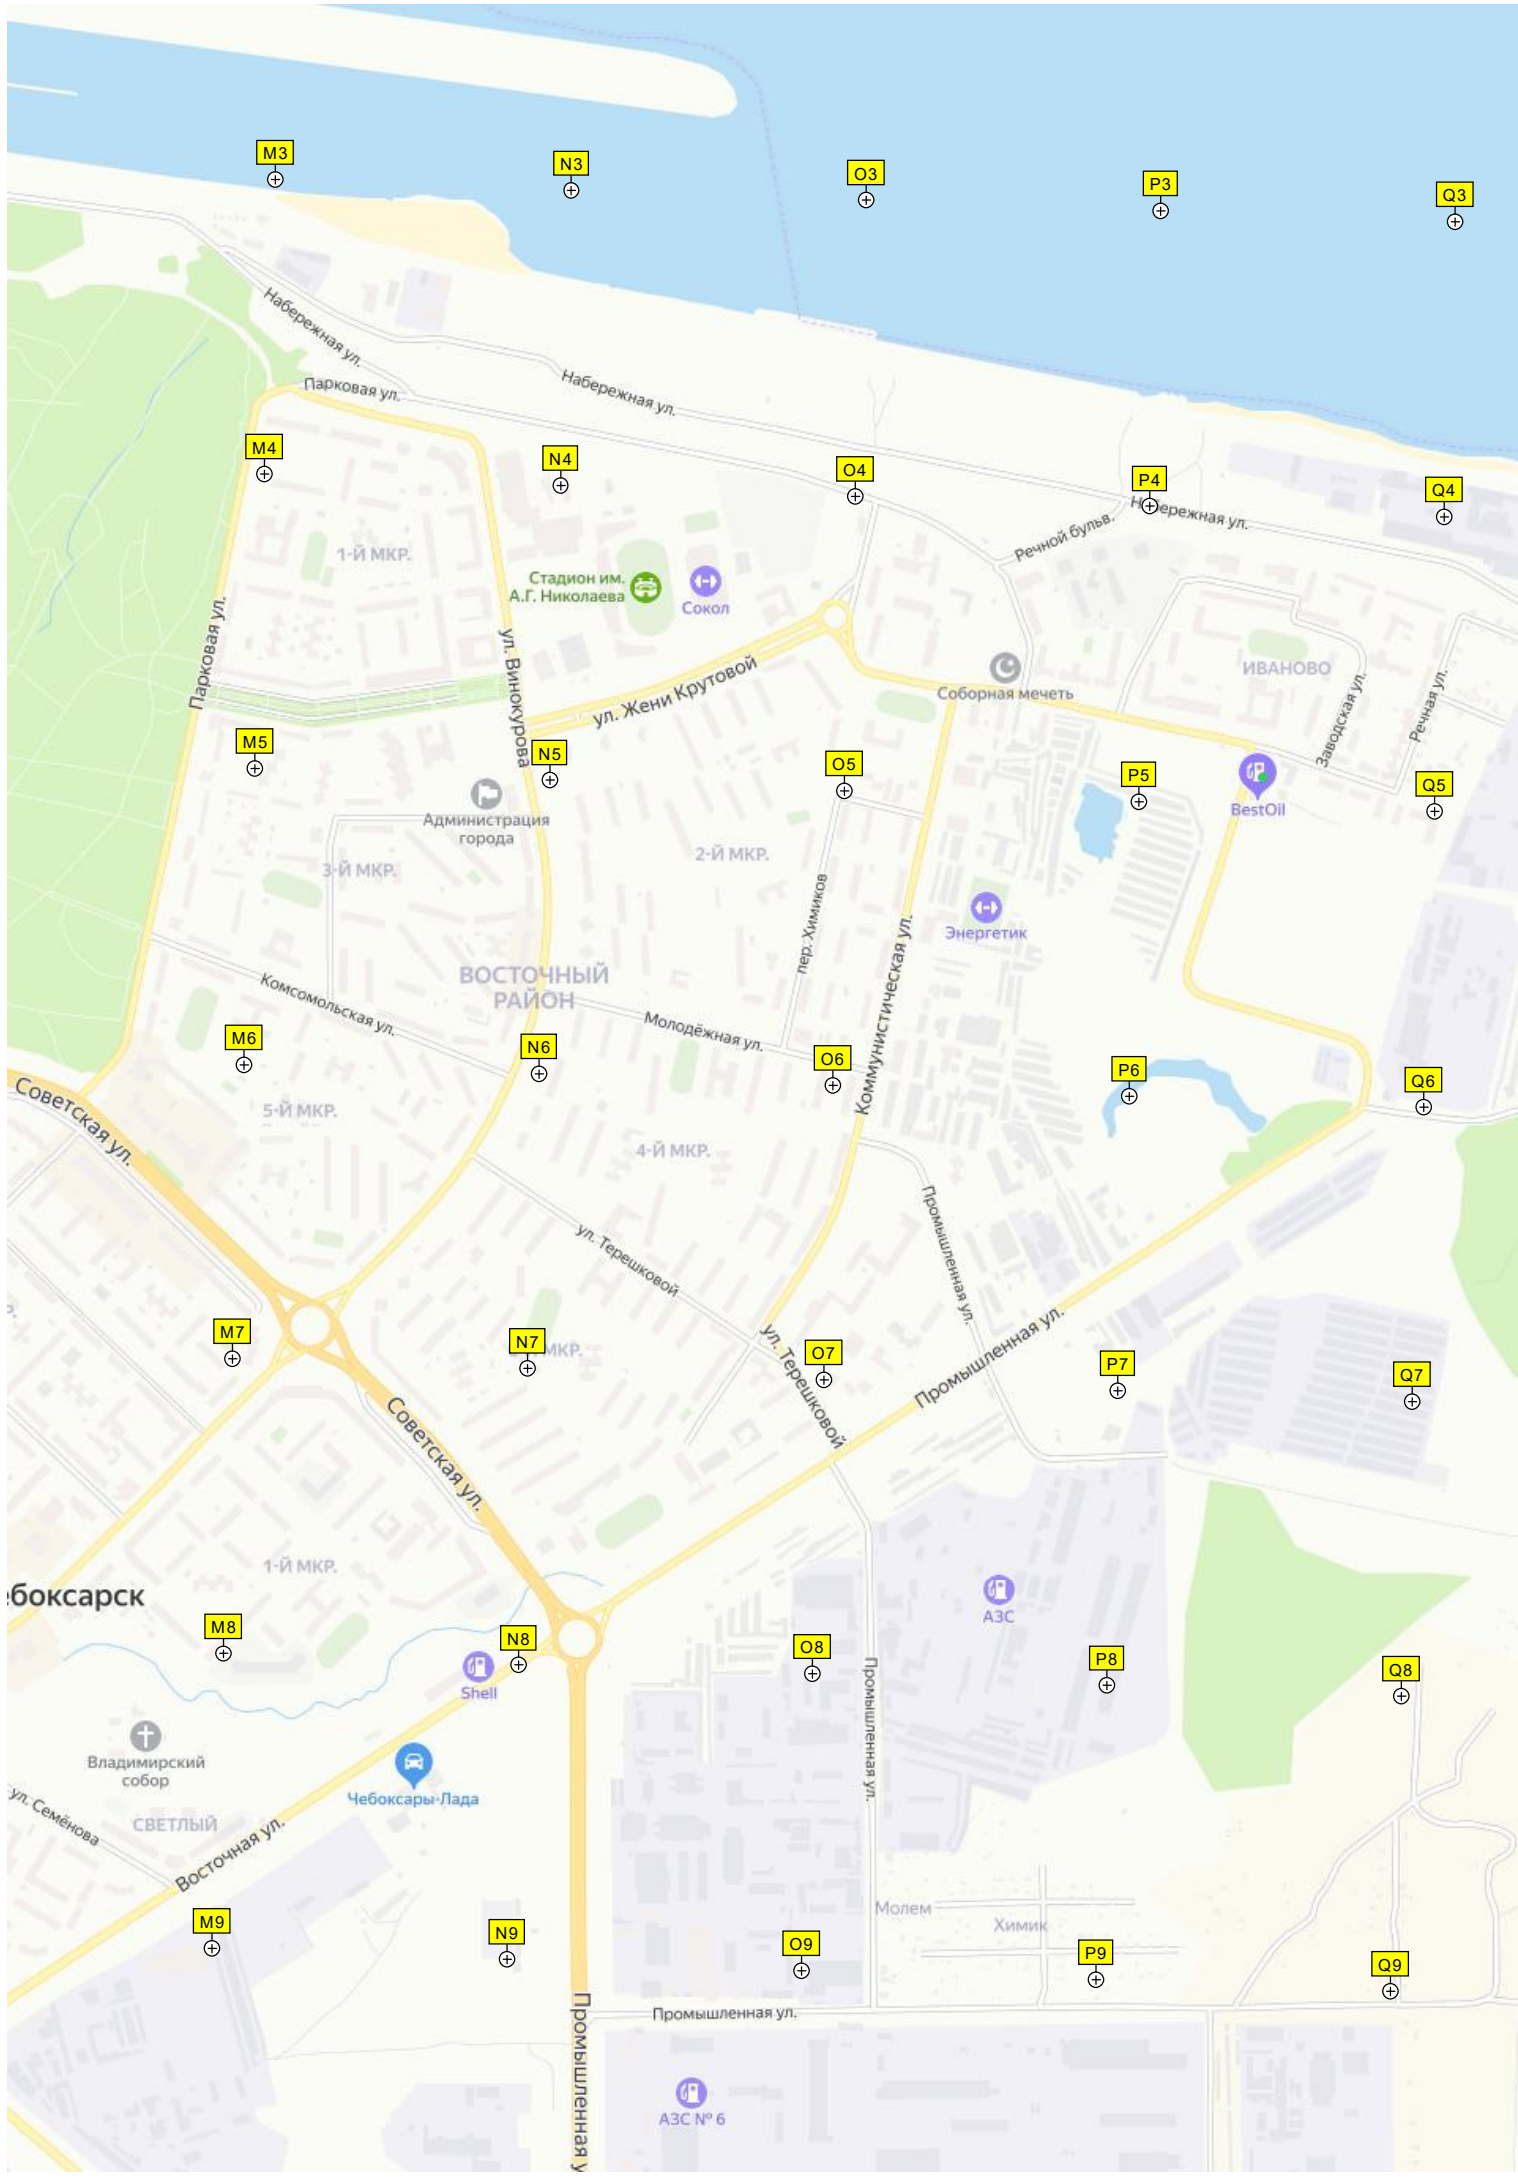 M3
N3
O3
P3
Q3
Набережная ул.
Парковая ул.
Набережная ул.
M4
N4
O4
P4
Q4
Набережная ул.
Речной бульв.
1-Й МКР.
Стадион им.
А.Г. Николаева
Сокол
Парковая ул.
ул. Винокурова
ул. Жени Крутовой
Соборная мечеть
ИВАНОВО
Заводская ул.
Речная ул.
M5
N5
O5
P5
Q5
BestOil
Администрация
города
2-Й МКР.
3-Й МКР.
пер. Химиков
Энергетик
Коммунистическая ул.
ВОСТОЧНЫЙ
РАЙОН
Комсомольская ул.
Молодёжная ул.
M6
N6
O6
P6
Q6
Советская ул.
5-Й МКР.
4-Й МКР.
Промышленная ул.
ул. Терешковой
M7
N7
МКР.
O7
P7
Q7
ул. Терешковой
Промышленная ул.
Советская ул.
1-Й МКР.
ебоксарск
АЗС
M8
N8
O8
P8
Q8
Shell
Промышленная ул.
Владимирский
собор
Чебоксары-Лада
ул. Семёнова
СВЕТЛЫЙ
Восточная ул.
Молем
Химик
M9
N9
O9
P9
Q9
Промышленная ул.
Промышленная у
АЗС № 6